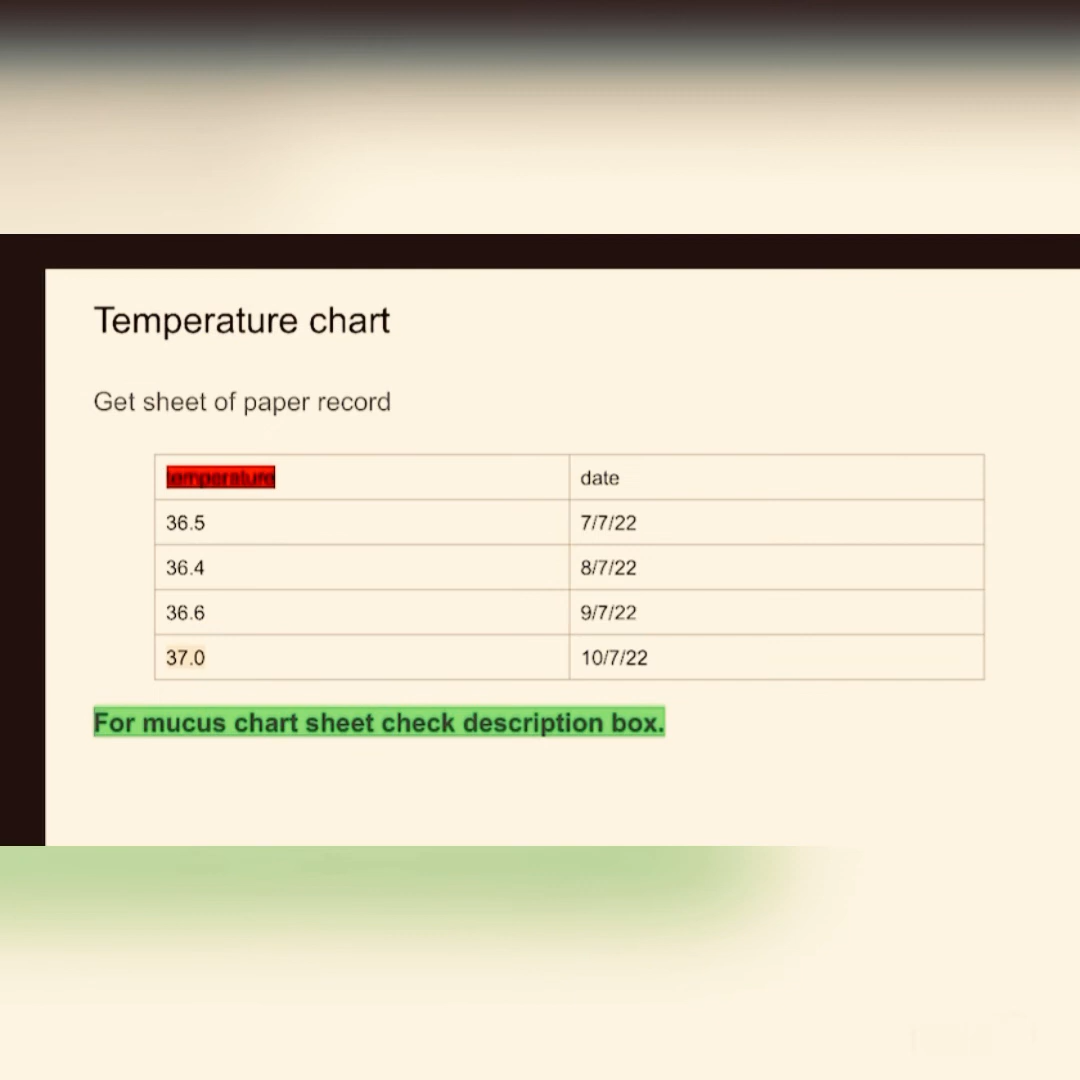 Temperature chart
Get sheet of paper record
temperature date
36.5 7/7/22
36.4 8/7/22
36.6 9/7/22
37.0 10/7/22
For mucus chart sheet check description box.